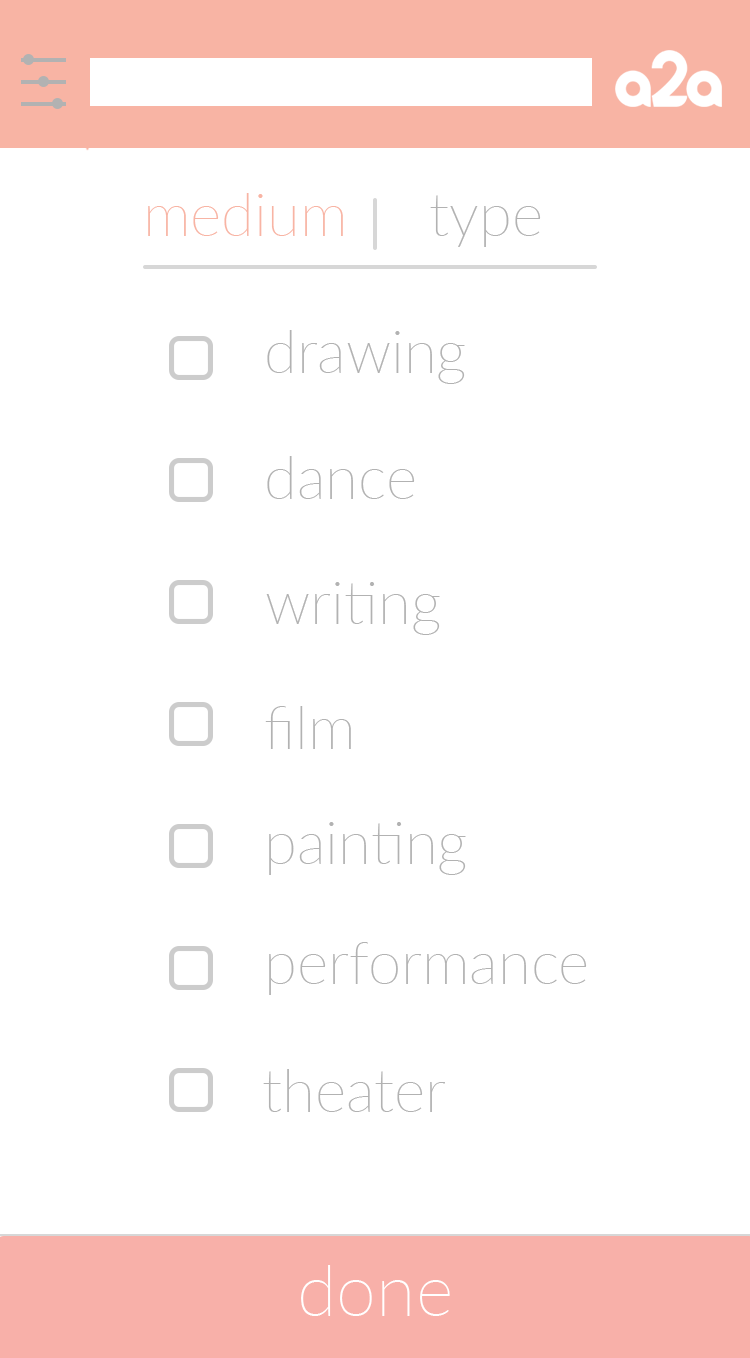 a2a
medium | type
drawing
dance
writing
film
painting
performance
theater
done